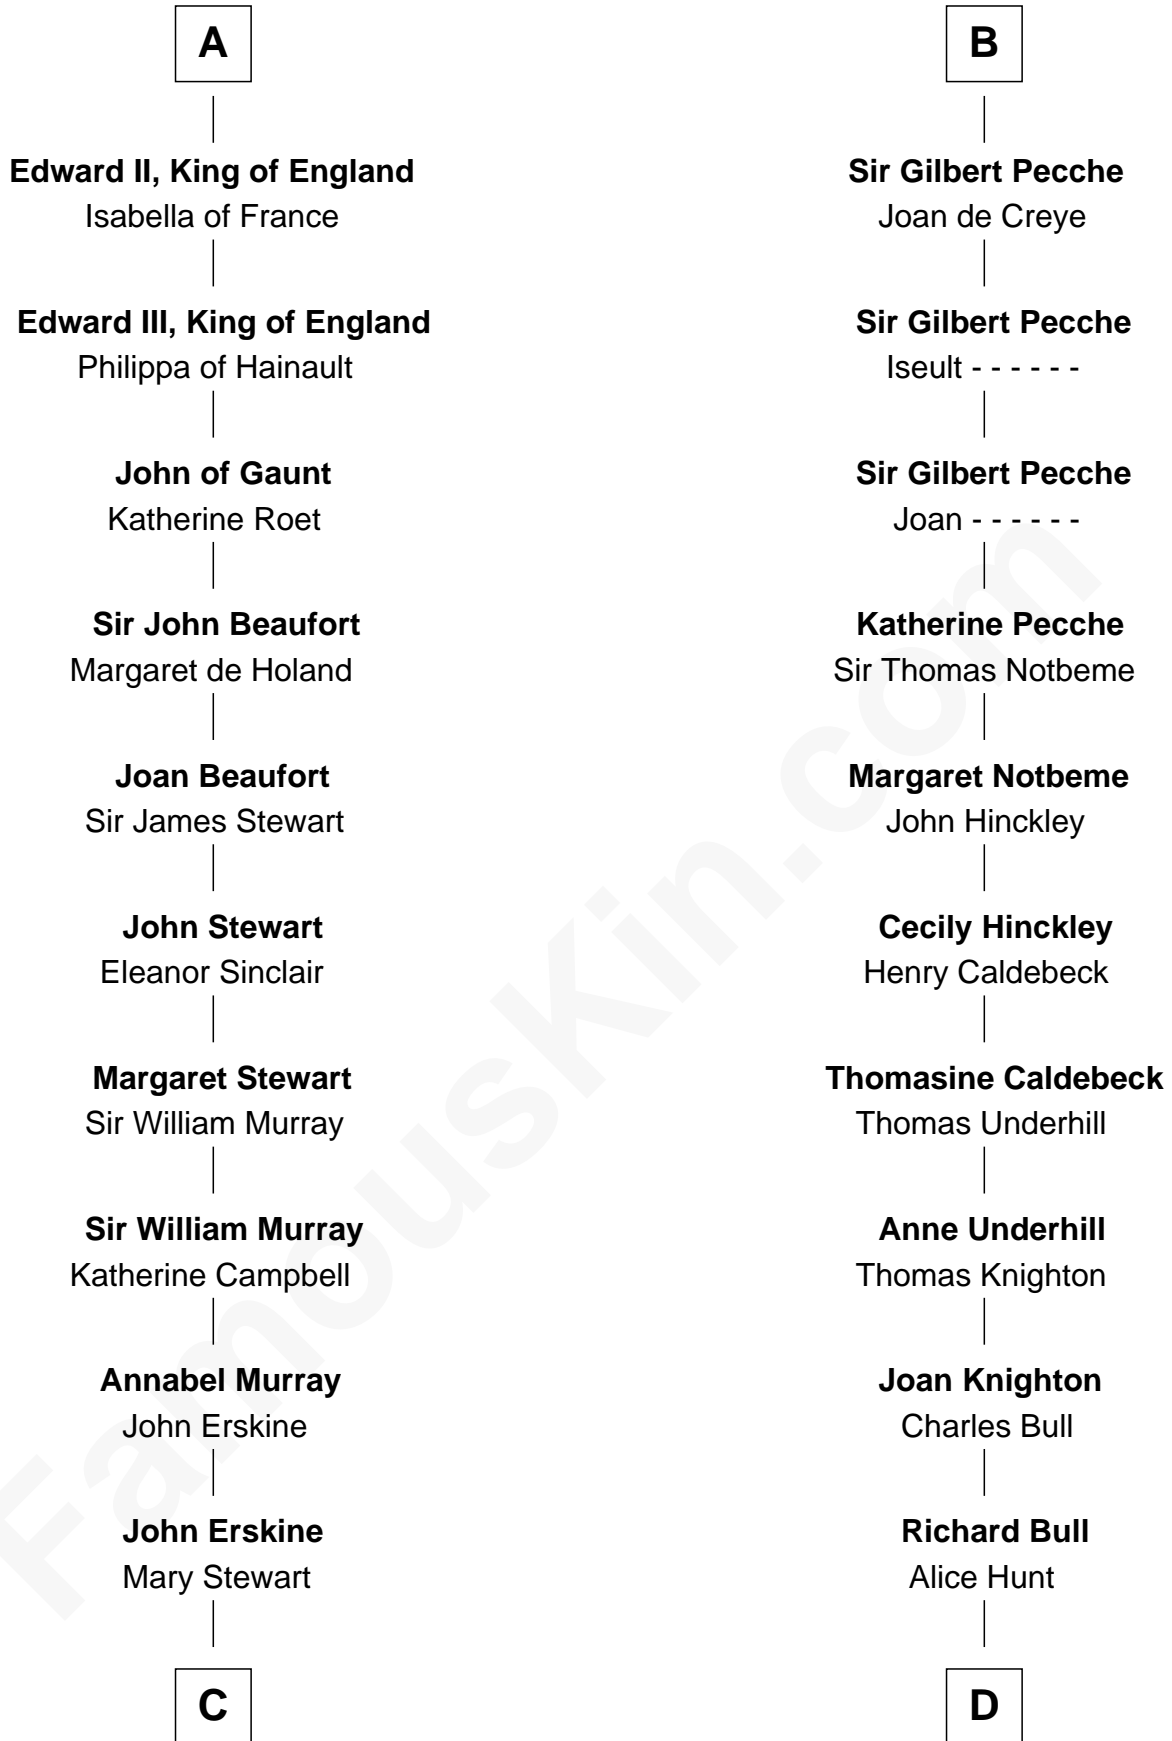 A
Edward II, King of England
Isabella of France
Edward III, King of England
Philippa of Hainault
John of Gaunt
Katherine Roet
Sir John Beaufort
Margaret de Holand
Joan Beaufort
Sir James Stewart
John Stewart
Eleanor Sinclair
Margaret Stewart
Sir William Murray
Sir William Murray
Katherine Campbell
Annabel Murray
John Erskine
John Erskine
Mary Stewart
C
B
Sir Gilbert Pecche
Joan de Creye
Sir Gilbert Pecche
Iseult - - - - - -
Sir Gilbert Pecche
Joan - - - - - -
Katherine Pecche
Sir Thomas Notbeme
Margaret Notbeme
John Hinckley
Cecily Hinckley
Henry Caldebeck
Thomasine Caldebeck
Thomas Underhill
Anne Underhill
Thomas Knighton
Joan Knighton
Charles Bull
Richard Bull
Alice Hunt
D
FamousKin.com